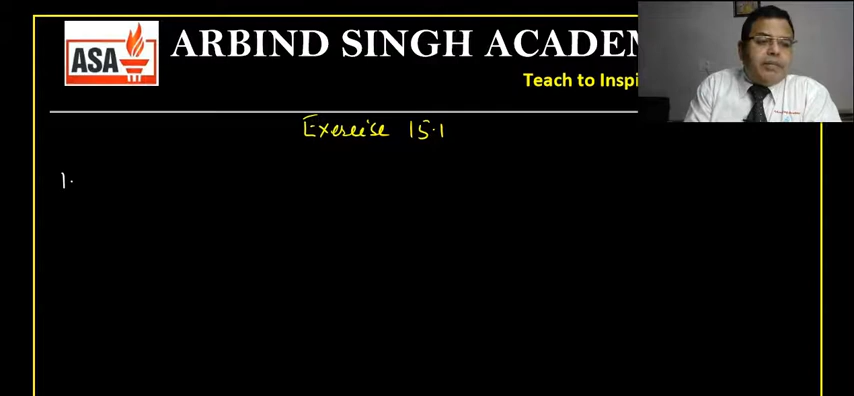 ASA
ARBIND SINGH ACADEM
Teach to Inspi
Exercise 15.1
1.